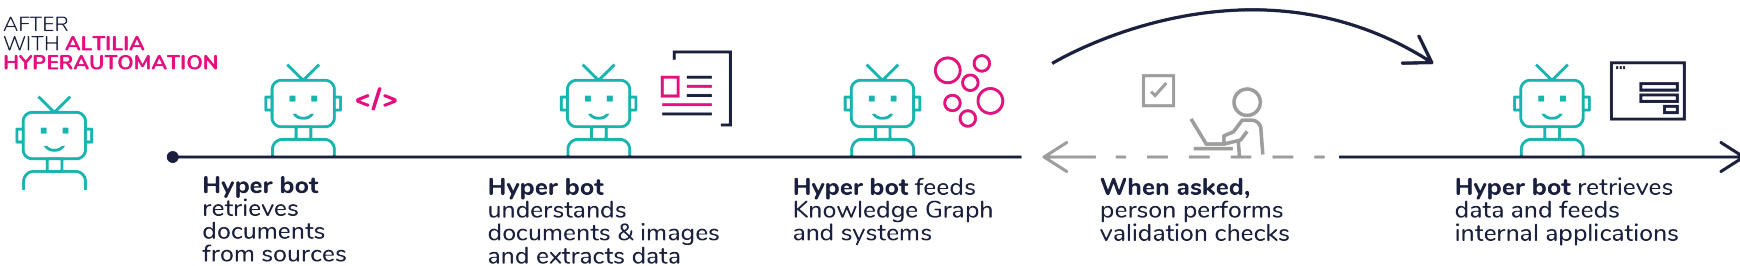 AFTER
WITH ALTILIA
HYPERAUTOMATION
</>
Hyper bot
retrieves
documents
from sources
Hyper bot
understands
documents & images
and extracts data
Hyper bot feeds
Knowledge Graph
and systems
When asked,
person performs
validation checks
Hyper bot retrieves
data and feeds
internal applications